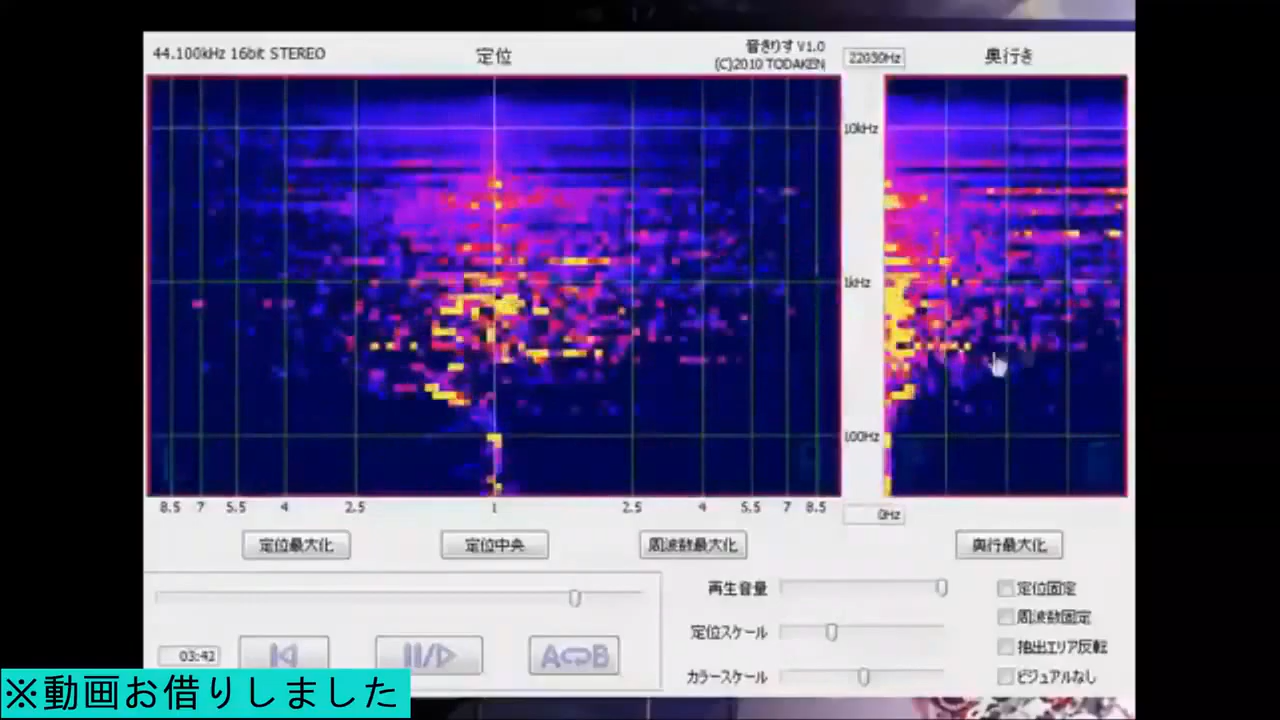 44.100kHz 16bit STEREO
定位
音きりす V1.0
(C)2010 TODAKEN
22030Hz
奥行き
10kHz
1kHz
100Hz
0Hz
8.5 7 5.5 4 2.5 1 2.5 4 5.5 7 8.5
定位最大化
定位中央
周波数最大化
奥行最大化
再生音量
定位スケール
カラースケール
定位固定
周波数固定
抽出エリア反転
ビジュアルなし
03:42
A⊂⊃B
※動画お借りしました